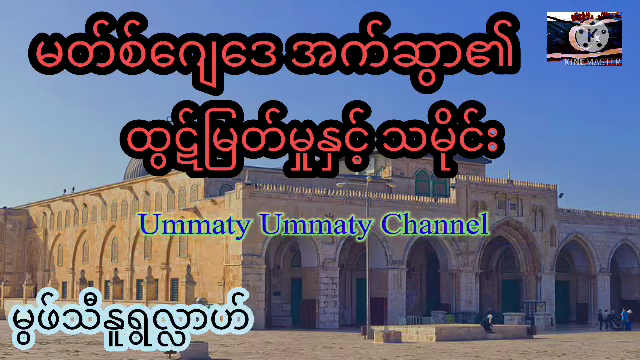 မတ်စ်ဂျေဒေ အက်ဆွာ၏
ထွဋ်မြတ်မှုနှင့် သမိုင်း
Ummaty Ummaty Channel
မွဖ်သီနူရွလ္လာဟ်
KINEMASTER